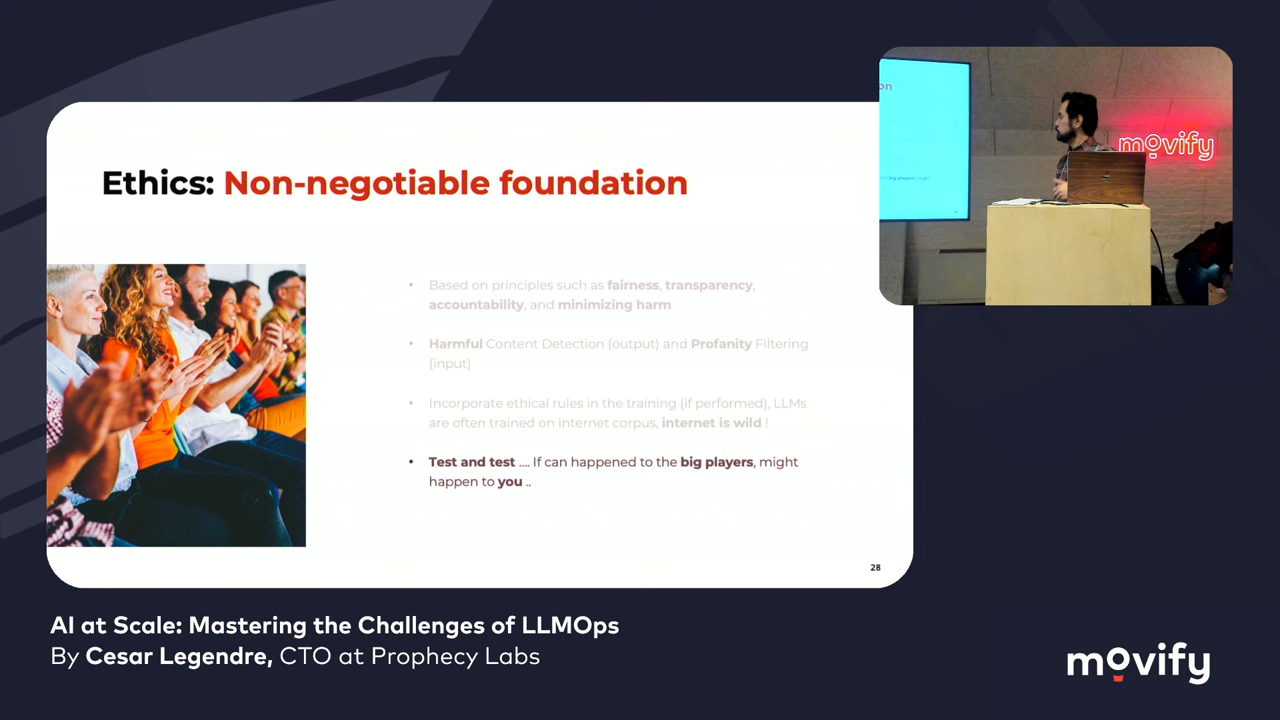 Ethics: Non-negotiable foundation
• Based on principles such as fairness, transparency,
accountability, and minimizing harm
• Harmful Content Detection (output) and Profanity Filtering
(input)
• Incorporate ethical rules in the training (if performed), LLMs
are often trained on internet corpus, internet is wild !
• Test and test .... If can happened to the big players, might
happen to you ..
28
on
big players
movify
AI at Scale: Mastering the Challenges of LLMOps
By Cesar Legendre, CTO at Prophecy Labs
movify